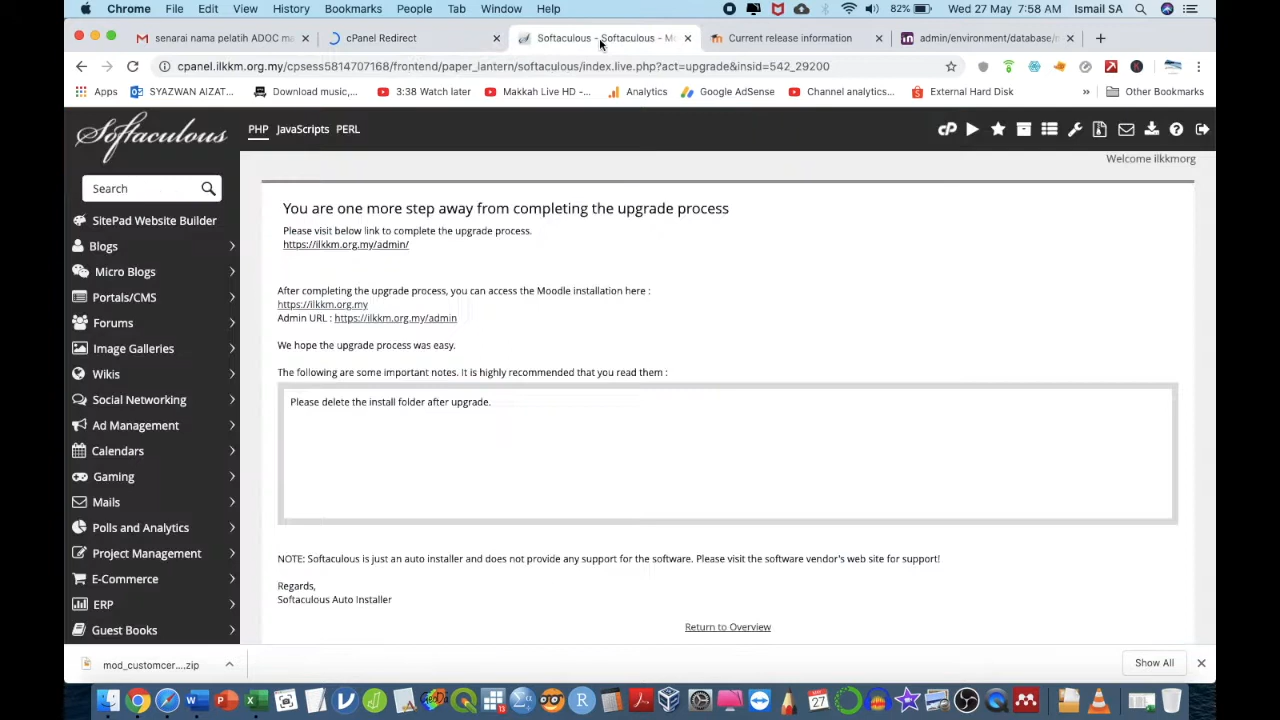 Chrome File Edit View History Bookmarks People Tab Window Help 82% Wed 27 May 7:58 AM Ismail SA
senarai nama pelatih ADOC m
cPanel Redirect
Softaculous - Softaculous - M
Current release information
admin/environment/database/
cpanel.ilkkm.org.my/cpsess5814707168/frontend/paper_lantern/softaculous/index.live.php?act=upgrade&insid=542_29200
Apps SYAZWAN AIZAT... Download music,... 3:38 Watch later Makkah Live HD -... Analytics Google AdSense Channel analytic... External Hard Disk » Other Bookmarks
Softaculous
PHP JavaScripts PERL
Welcome ilkkmorg
Search
SitePad Website Builder
Blogs
Micro Blogs
Portals/CMS
Forums
Image Galleries
Wikis
Social Networking
Ad Management
Calendars
Gaming
Mails
Polls and Analytics
Project Management
E-Commerce
ERP
Guest Books
You are one more step away from completing the upgrade process
Please visit below link to complete the upgrade process.
https://ilkkm.org.my/admin/
After completing the upgrade process, you can access the Moodle installation here :
https://ilkkm.org.my
Admin URL : https://ilkkm.org.my/admin
We hope the upgrade process was easy.
The following are some important notes. It is highly recommended that you read them :
Please delete the install folder after upgrade.
NOTE: Softaculous is just an auto installer and does not provide any support for the software. Please visit the software vendor's web site for support!
Regards,
Softaculous Auto Installer
Return to Overview
mod_customcer....zip
Show All